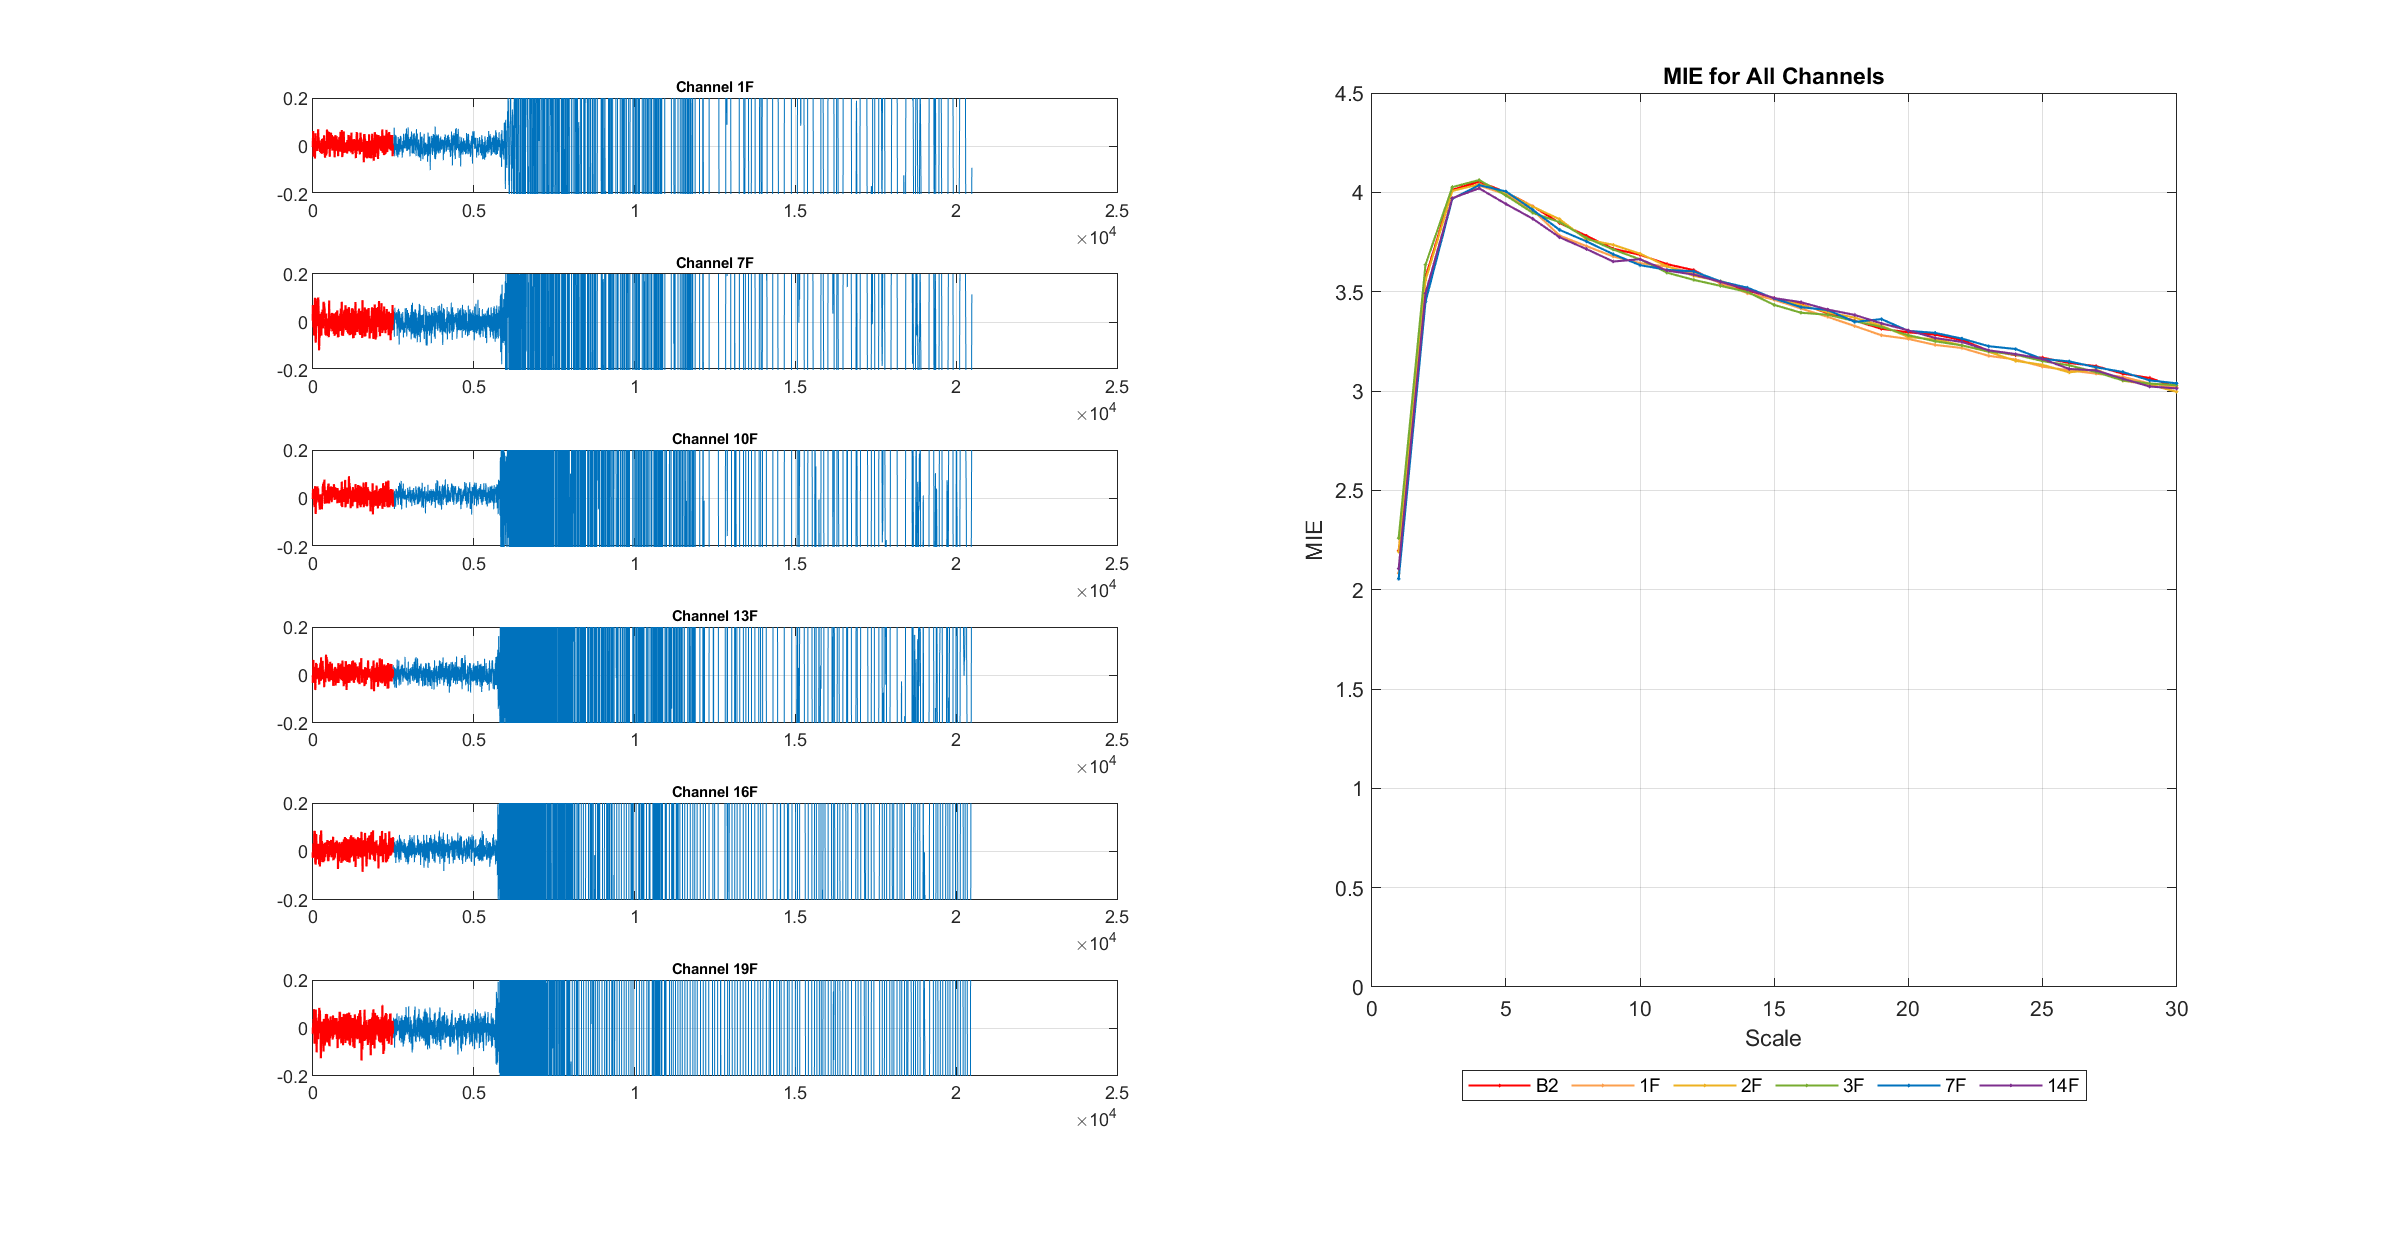 Channel 1F
0.2
0
-0.2
0 0.5 1 1.5 2 2.5
×10^4
Channel 7F
0.2
0
-0.2
0 0.5 1 1.5 2 2.5
×10^4
Channel 10F
0.2
0
-0.2
0 0.5 1 1.5 2 2.5
×10^4
Channel 13F
0.2
0
-0.2
0 0.5 1 1.5 2 2.5
×10^4
Channel 16F
0.2
0
-0.2
0 0.5 1 1.5 2 2.5
×10^4
Channel 19F
0.2
0
-0.2
0 0.5 1 1.5 2 2.5
×10^4
MIE for All Channels
4.5
4
3.5
3
2.5
2
1.5
1
0.5
0
MIE
0 5 10 15 20 25 30
Scale
B2 1F 2F 3F 7F 14F